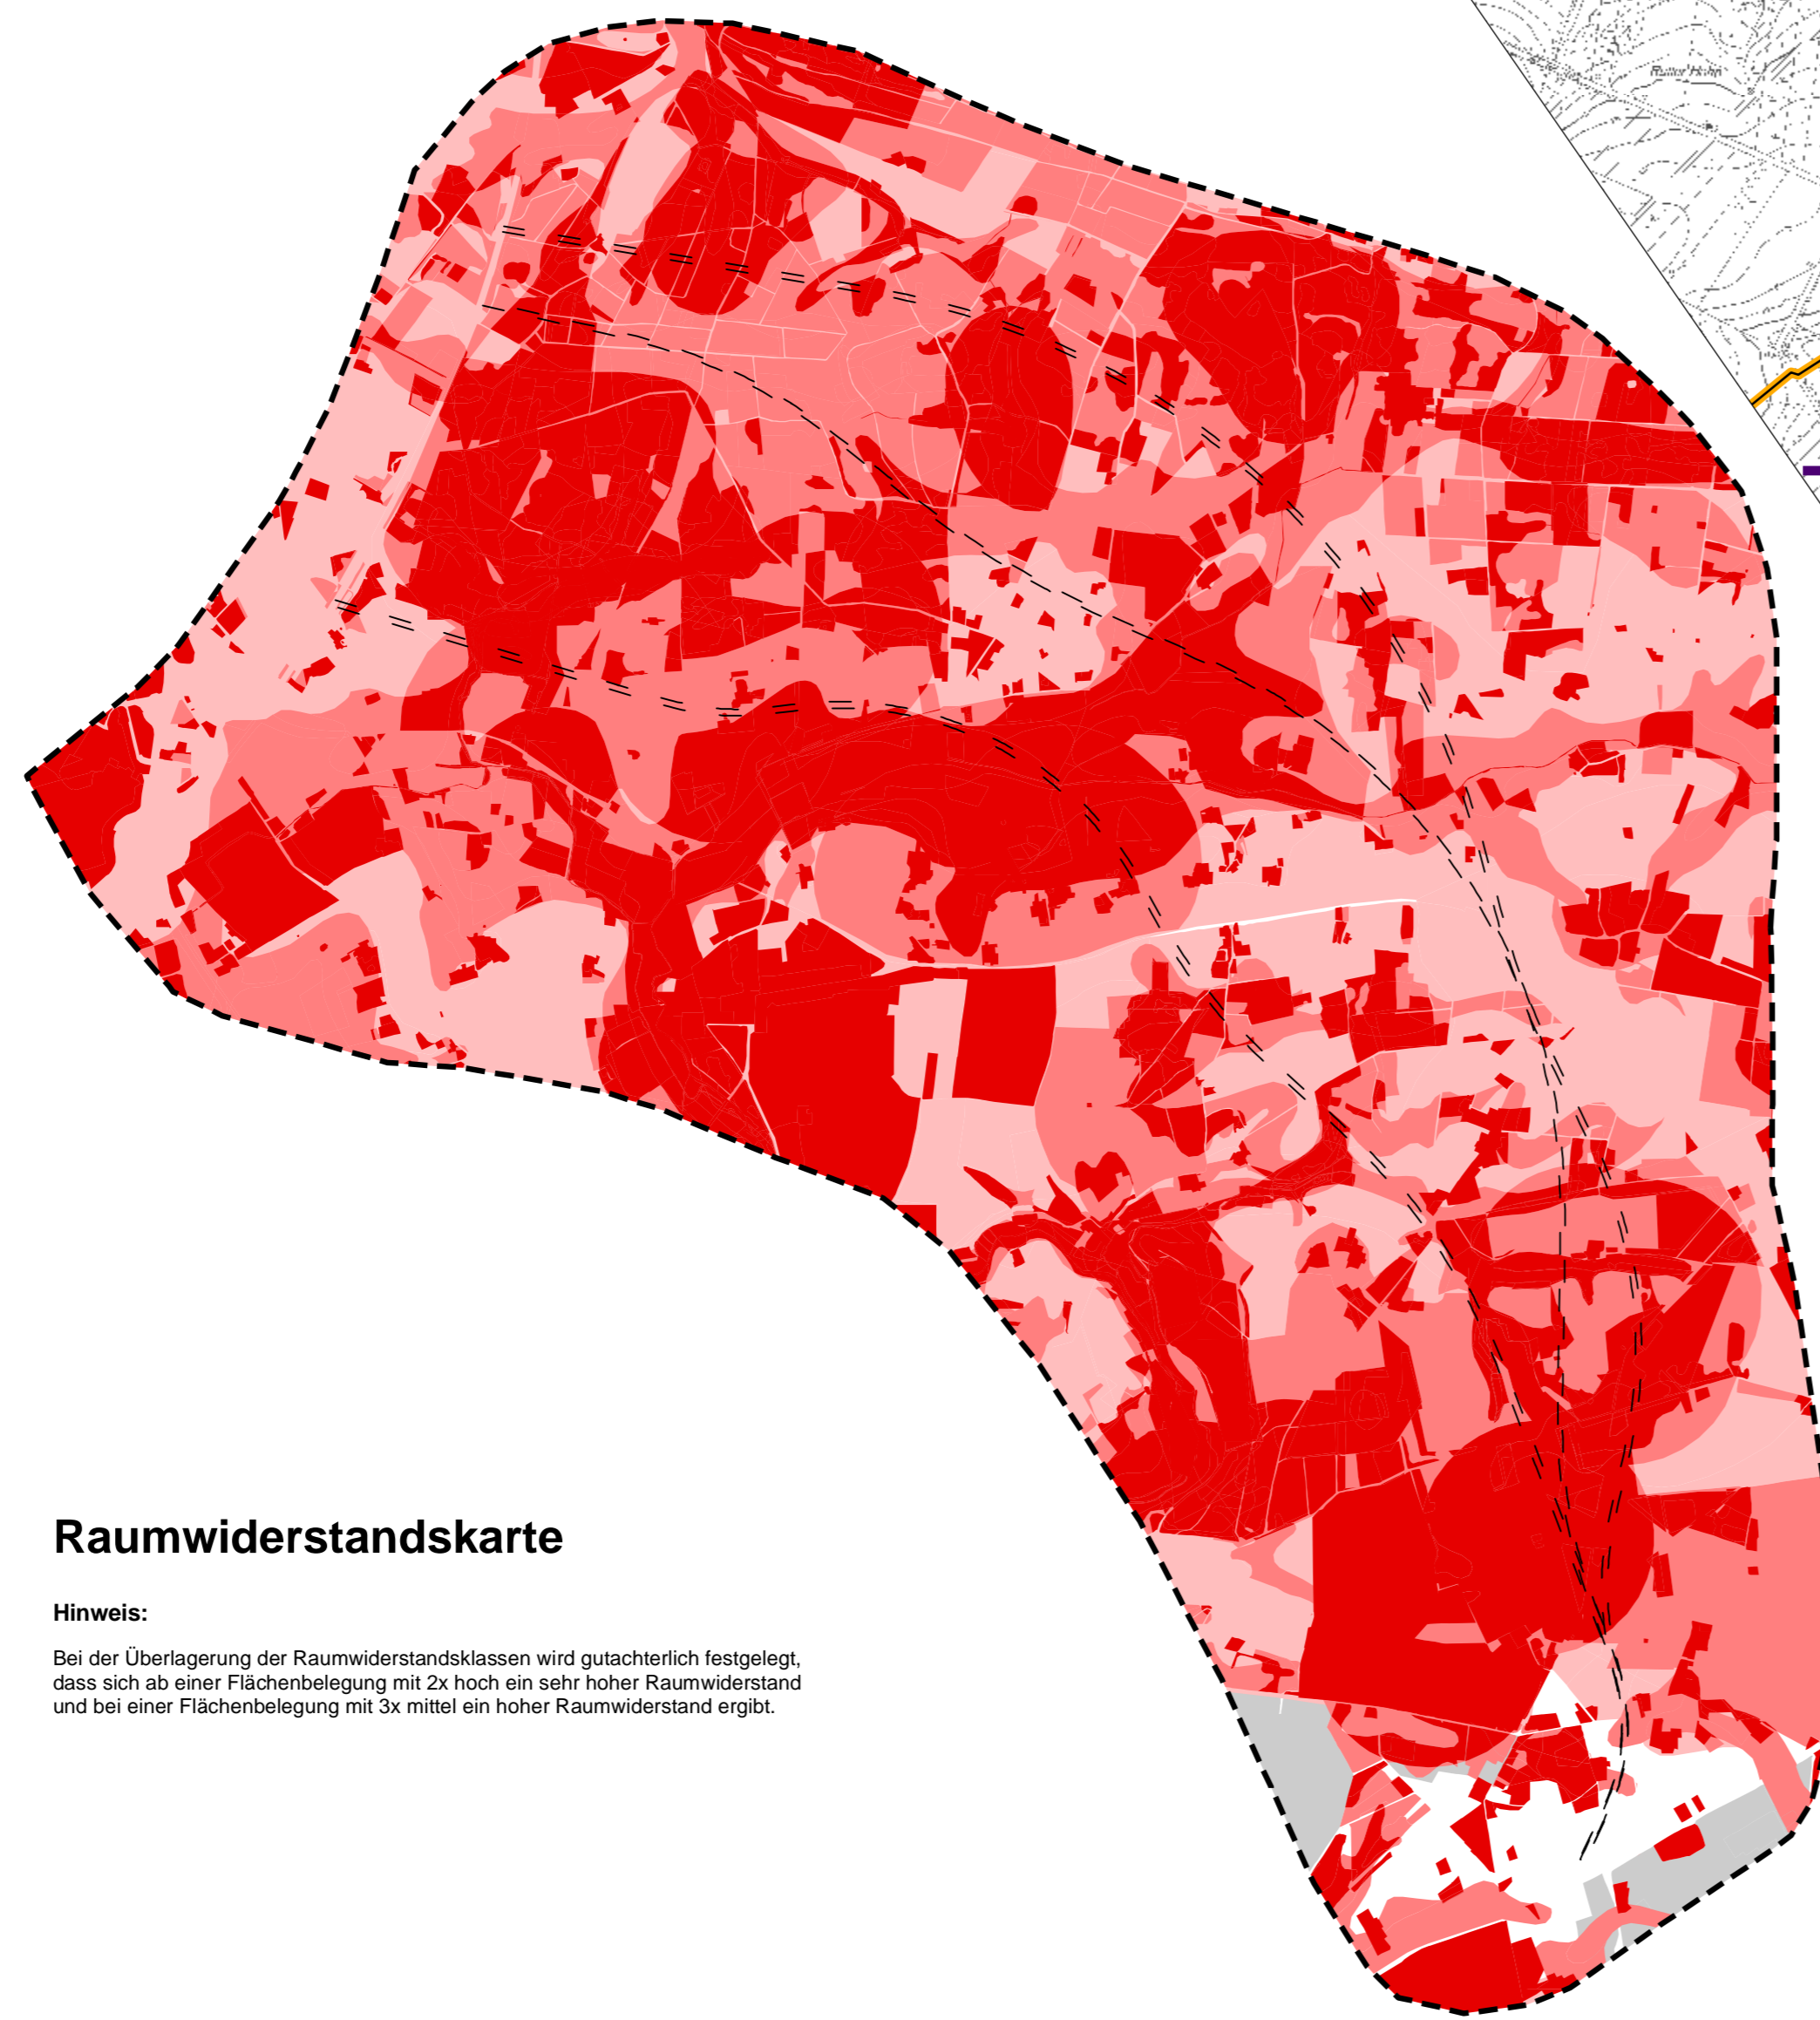 Raumwiderstandskarte
Hinweis:
Bei der Überlagerung der Raumwiderstandsklassen wird gutachterlich festgelegt,
dass sich ab einer Flächenbelegung mit 2x hoch ein sehr hoher Raumwiderstand
und bei einer Flächenbelegung mit 3x mittel ein hoher Raumwiderstand ergibt.